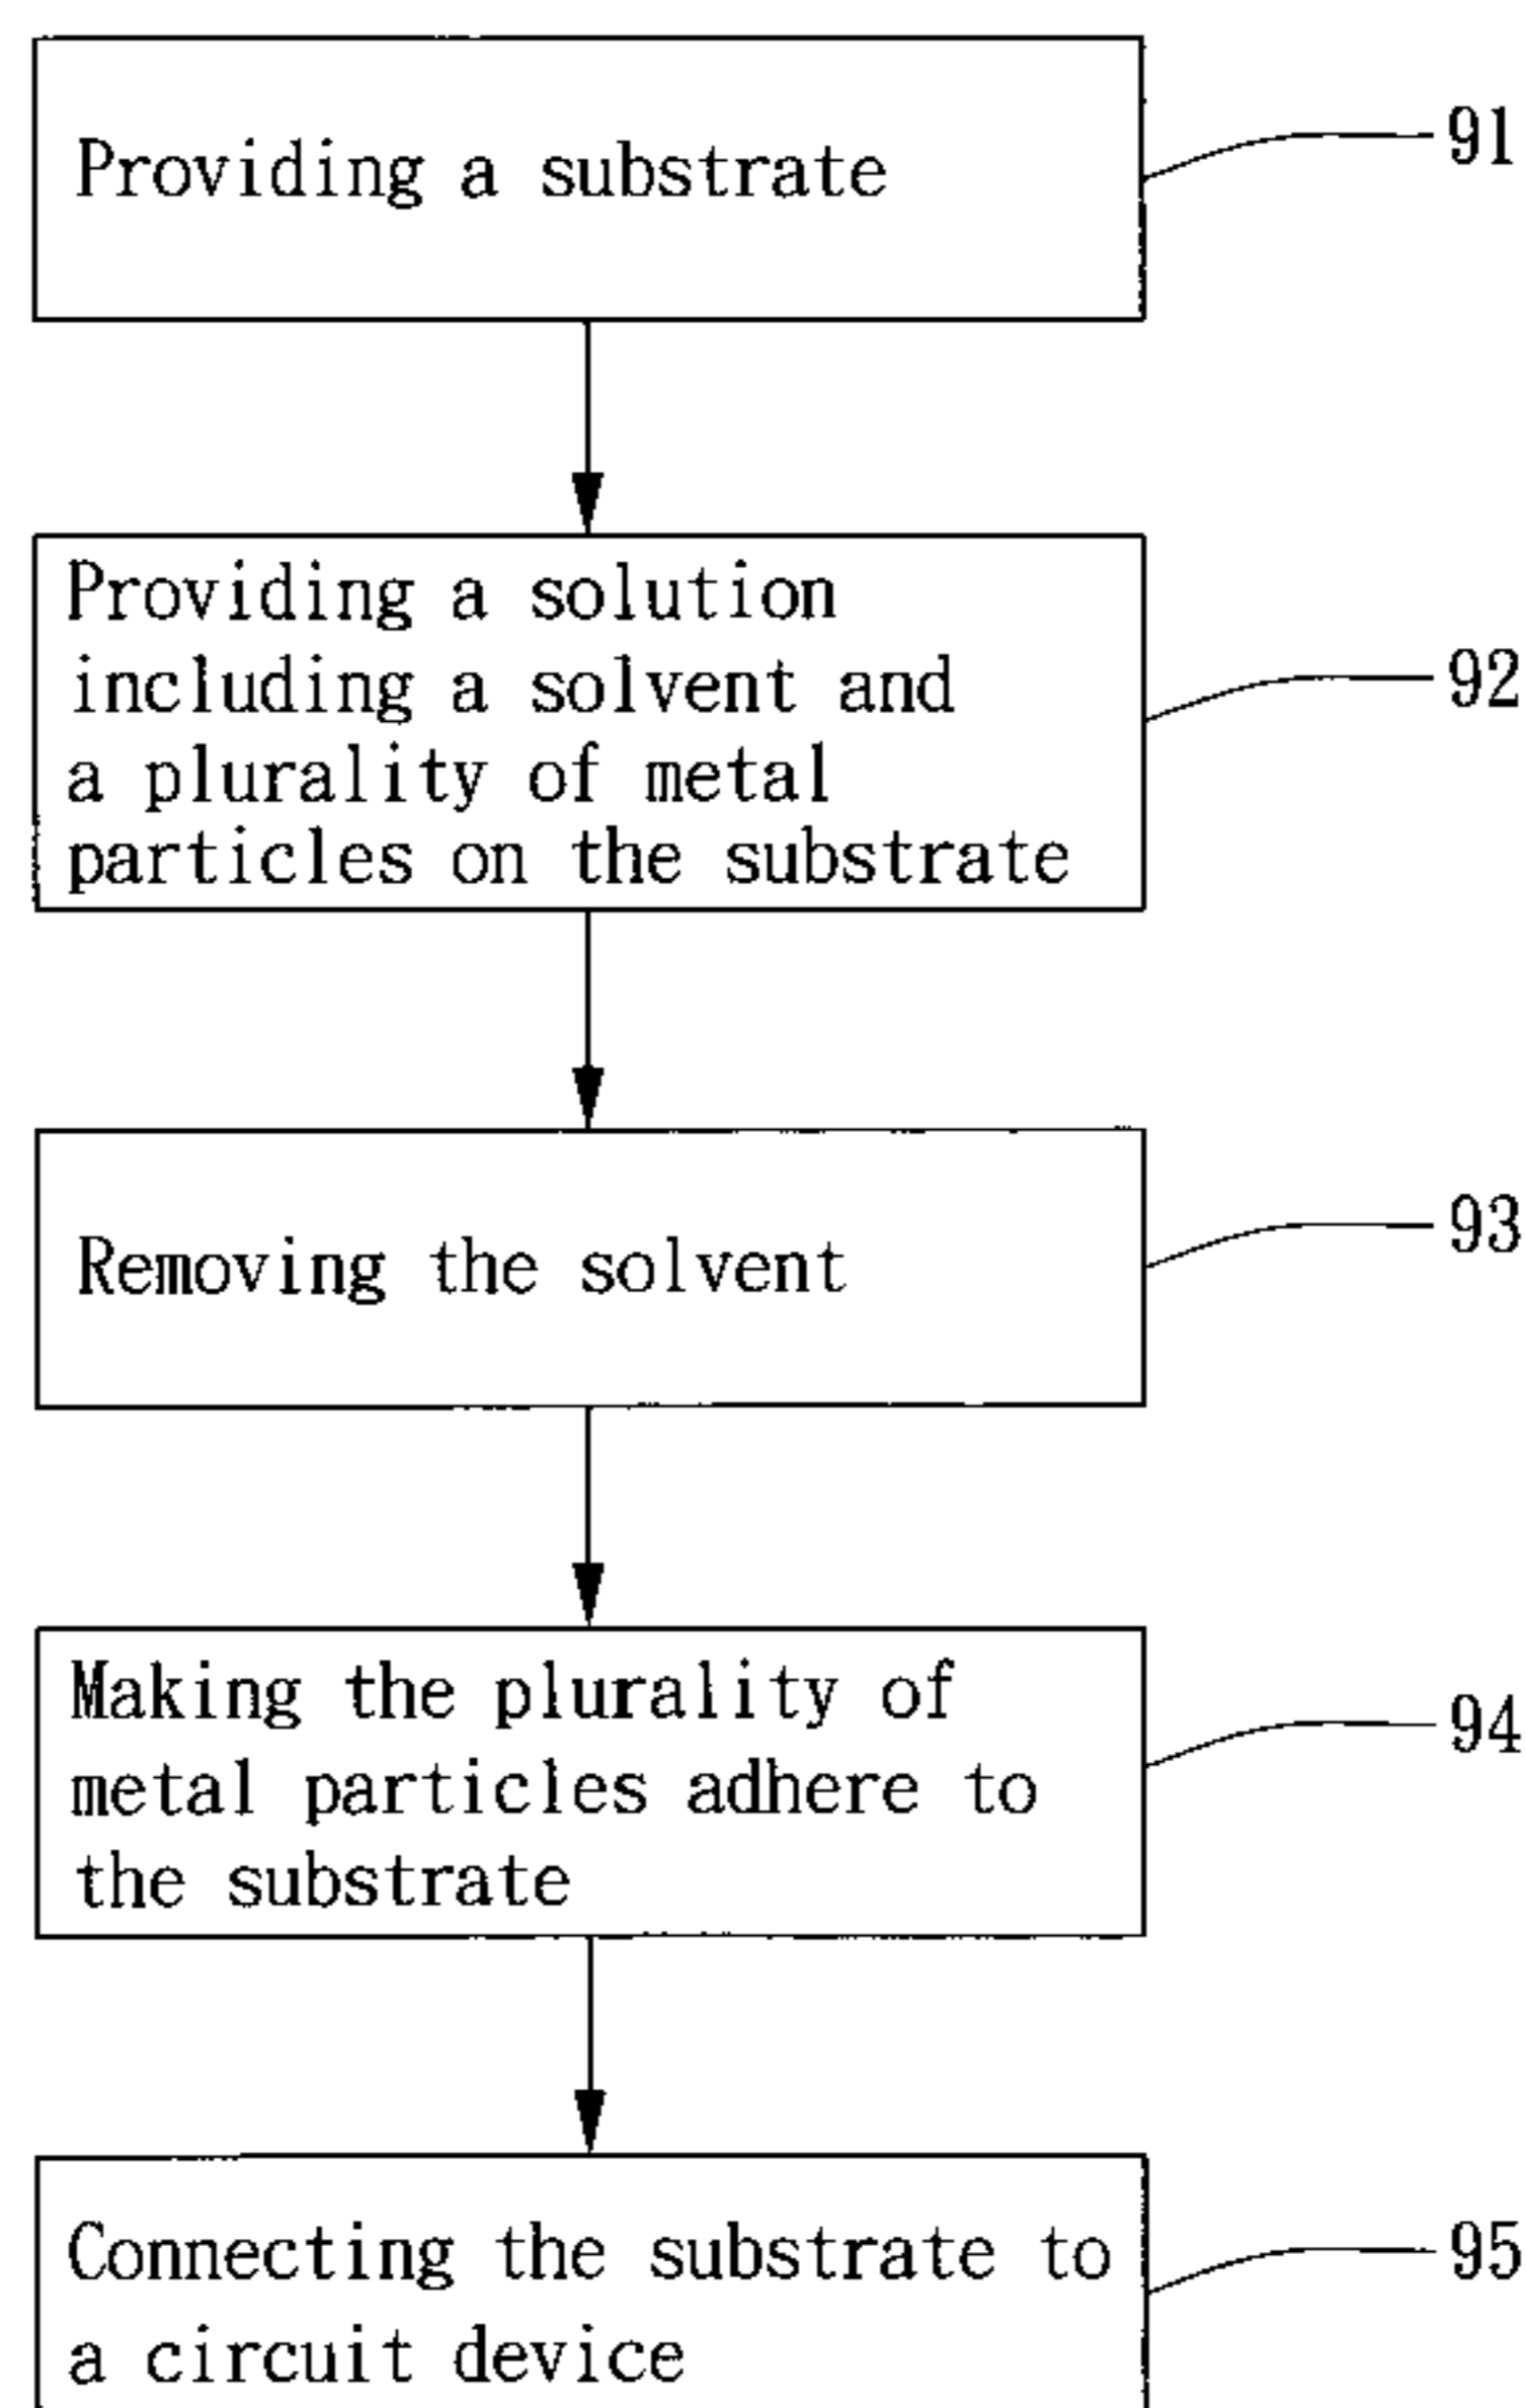 Providing a substrate
91
Providing a solution
including a solvent and
a plurality of metal
particles on the substrate
92
Removing the solvent
93
Making the plurality of
metal particles adhere to
the substrate
94
Connecting the substrate to
a circuit device
95